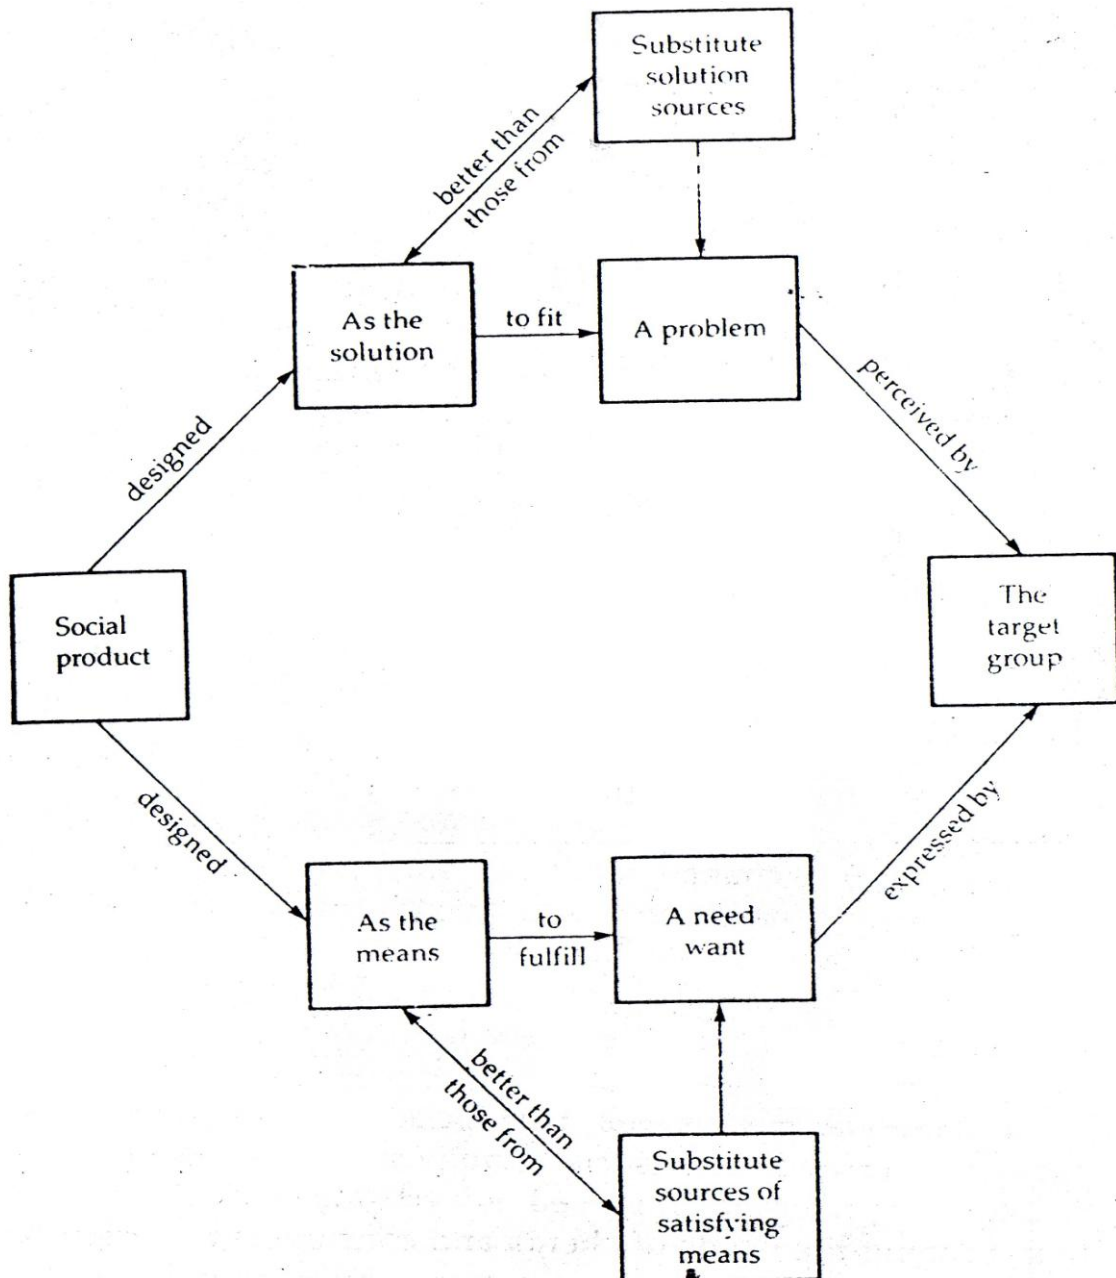 Substitute
solution
sources
better than
those from
As the
solution
to fit
A problem
perceived by
designed
Social
product
The
target
group
designed
expressed by
As the
means
to
fulfill
A need
want
better than
those from
Substitute
sources of
satisfying
means